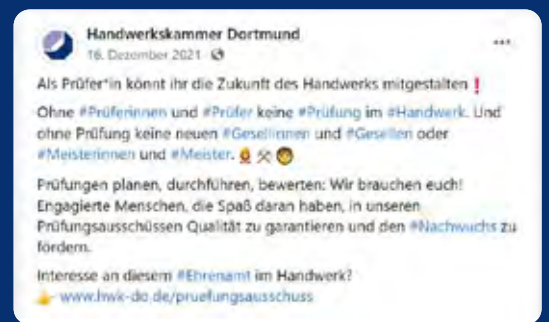 Handwerkskammer Dortmund
16. Dezember 2021
Als Prüfer*in könnt ihr die Zukunft des Handwerks mitgestalten❗
Ohne #Prüferinnen und #Prüfer keine #Prüfung im #Handwerk. Und
ohne Prüfung keine neuen #Gesellinnen und #Gesellen oder
#Meisterinnen und #Meister.
Prüfungen planen, durchführen, bewerten: Wir brauchen euch!
Engagierte Menschen, die Spaß daran haben, in unseren
Prüfungsausschüssen Qualität zu garantieren und den #Nachwuchs zu
fördern.
Interesse an diesem #Ehrenamt im Handwerk?
👉 www.hwk-do.de/pruefungsausschuss